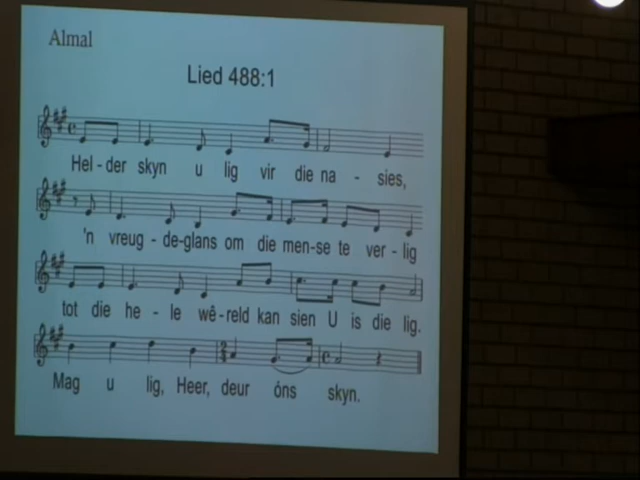 Almal
Lied 488:1
Hel - der skyn u lig vir die na - sies,
'n vreug - de-glans om die men-se te ver - lig
tot die he - le wê-reld kan sien U is die lig.
Mag u lig, Heer, deur óns skyn.